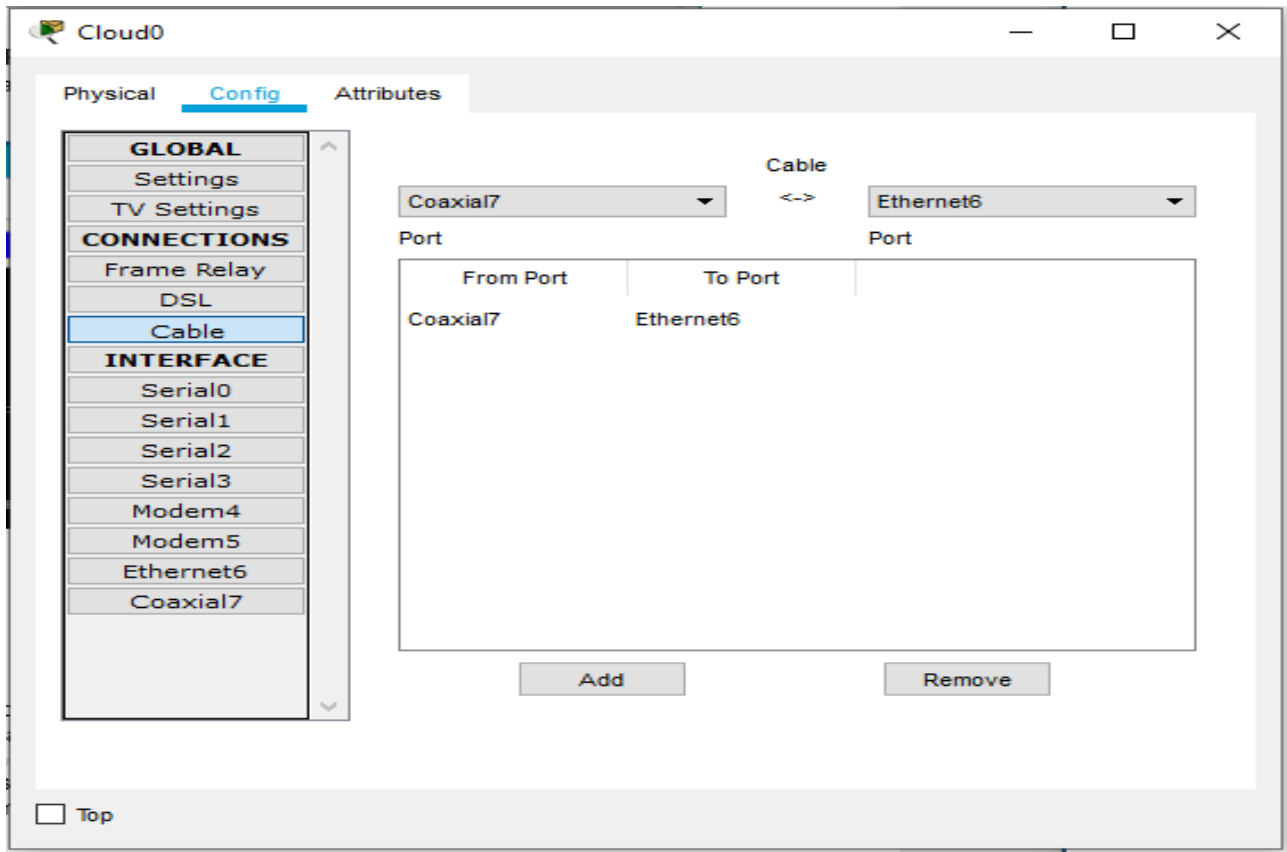 Cloud0
Physical Config Attributes
GLOBAL
Settings
TV Settings
CONNECTIONS
Frame Relay
DSL
Cable
INTERFACE
Serial0
Serial1
Serial2
Serial3
Modem4
Modem5
Ethernet6
Coaxial7
Cable
Coaxial7 <-> Ethernet6
Port Port
From Port To Port
Coaxial7 Ethernet6
Add Remove
Top